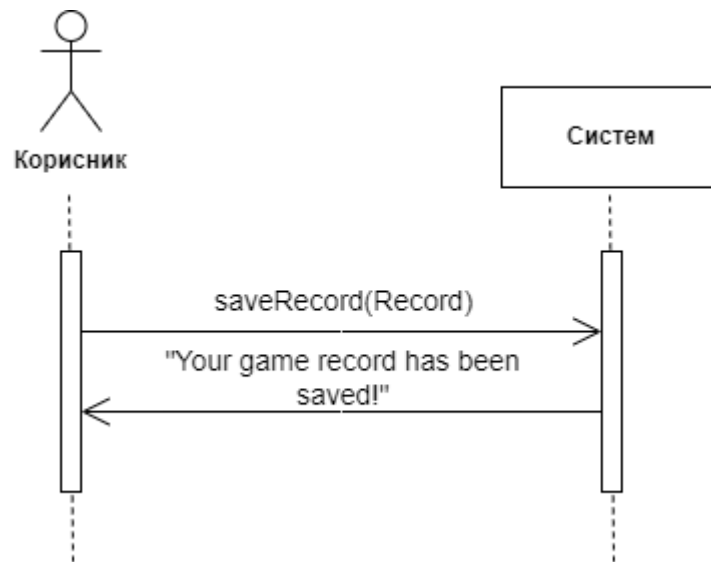 Корисник
Систем
saveRecord(Record)
"Your game record has been
saved!"